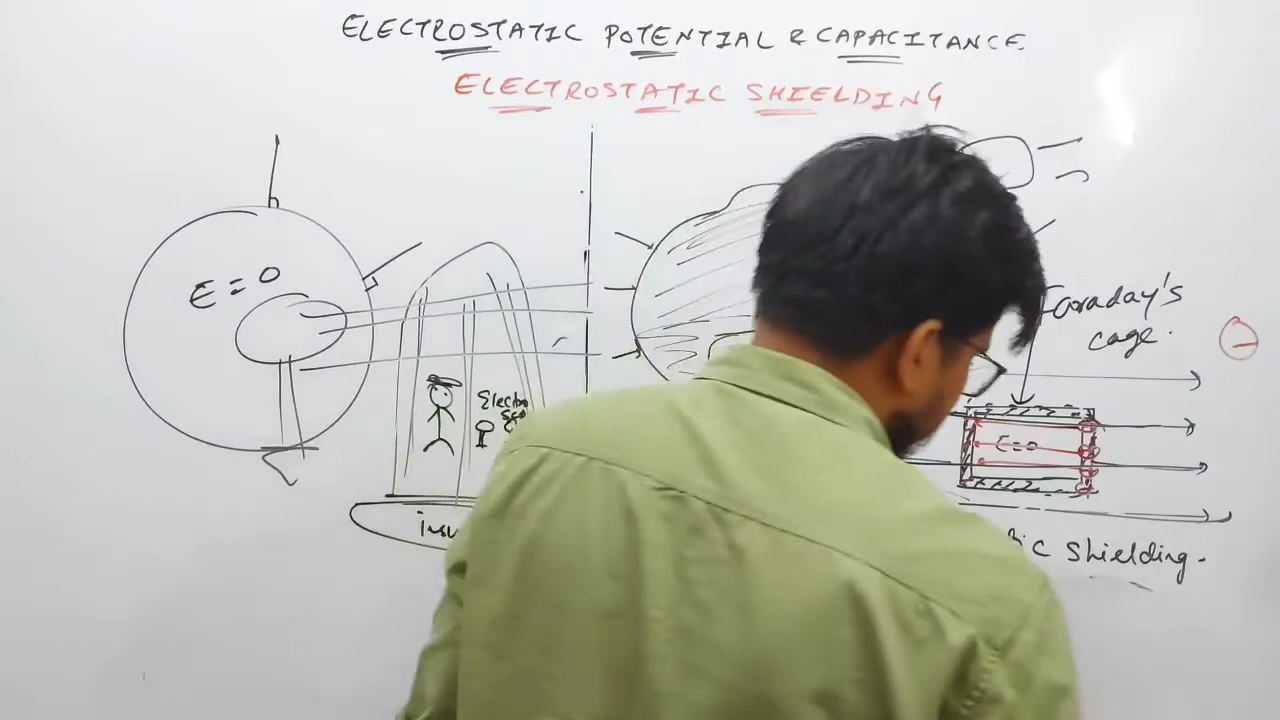 ELECTROSTATIC POTENTIAL & CAPACITANCE
ELECTROSTATIC SHIELDING
E = 0
Faraday's
cage.
E=0
shielding.